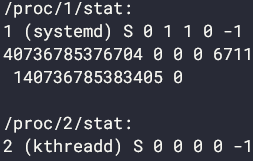 /proc/1/stat:
1 (systemd) S 0 1 1 0 -1
40736785376704 0 0 0 6711
140736785383405 0
/proc/2/stat:
2 (kthreadd) S 0 0 0 0 -1